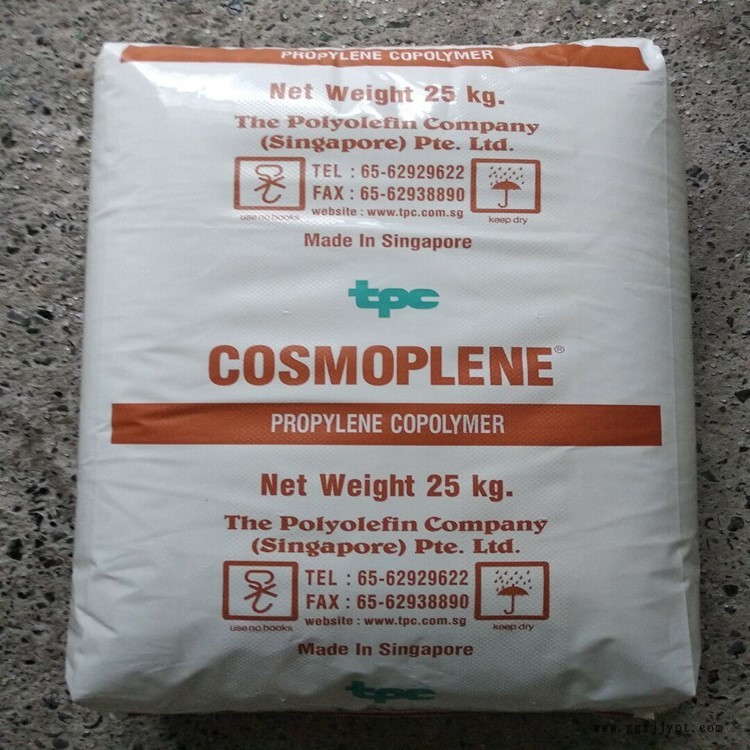 PROPYLENE COPOLYMER
Net Weight 25 kg.
The Polyolefin Company
(Singapore) Pte. Ltd.
TEL : 65-62929622
FAX : 65-62938890
website : www.tpc.com.sg
use no hooks
keep dry
Made In Singapore
tpc
COSMOPLENE®
PROPYLENE COPOLYMER
Net Weight 25 kg.
The Polyolefin Company
(Singapore) Pte. Ltd.
TEL : 65-62929622
FAX : 65-62938890
website : www.tpc.com.sg
use no hooks
keep dry
Made In Singapore
tpc